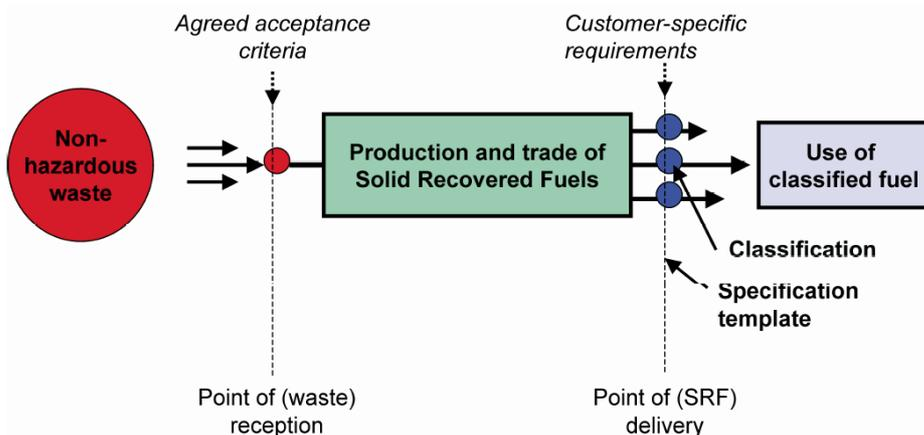 Agreed acceptance
criteria
Customer-specific
requirements
Non-
hazardous
waste
Production and trade of
Solid Recovered Fuels
Use of
classified fuel
Classification
Specification
template
Point of (waste)
reception
Point of (SRF)
delivery